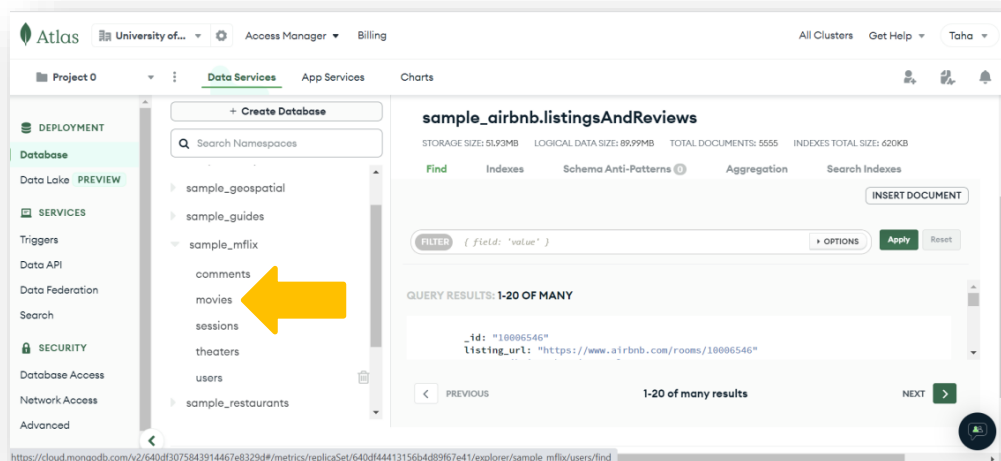 Atlas
University of...
Access Manager
Billing
All Clusters
Get Help
Taha
Project 0
Data Services
App Services
Charts
DEPLOYMENT
Database
Data Lake PREVIEW
SERVICES
Triggers
Data API
Data Federation
Search
SECURITY
Database Access
Network Access
Advanced
+ Create Database
Search Namespaces
sample_geospatial
sample_guides
sample_mflix
comments
movies
sessions
theaters
users
sample_restaurants
sample_airbnb.listingsAndReviews
STORAGE SIZE: 51.93MB LOGICAL DATA SIZE: 89.99MB TOTAL DOCUMENTS: 5555 INDEXES TOTAL SIZE: 620KB
Find Indexes Schema Anti-Patterns 0 Aggregation Search Indexes
INSERT DOCUMENT
FILTER { field: 'value' } OPTIONS Apply Reset
QUERY RESULTS: 1-20 OF MANY
_id: "10006546"
listing_url: "https://www.airbnb.com/rooms/10006546"
PREVIOUS 1-20 of many results NEXT
https://cloud.mongodb.com/v2/640df3075843914467e8329d#/metrics/replicaSet/640df44413156b4d89f67e41/explorer/sample_mflix/users/find